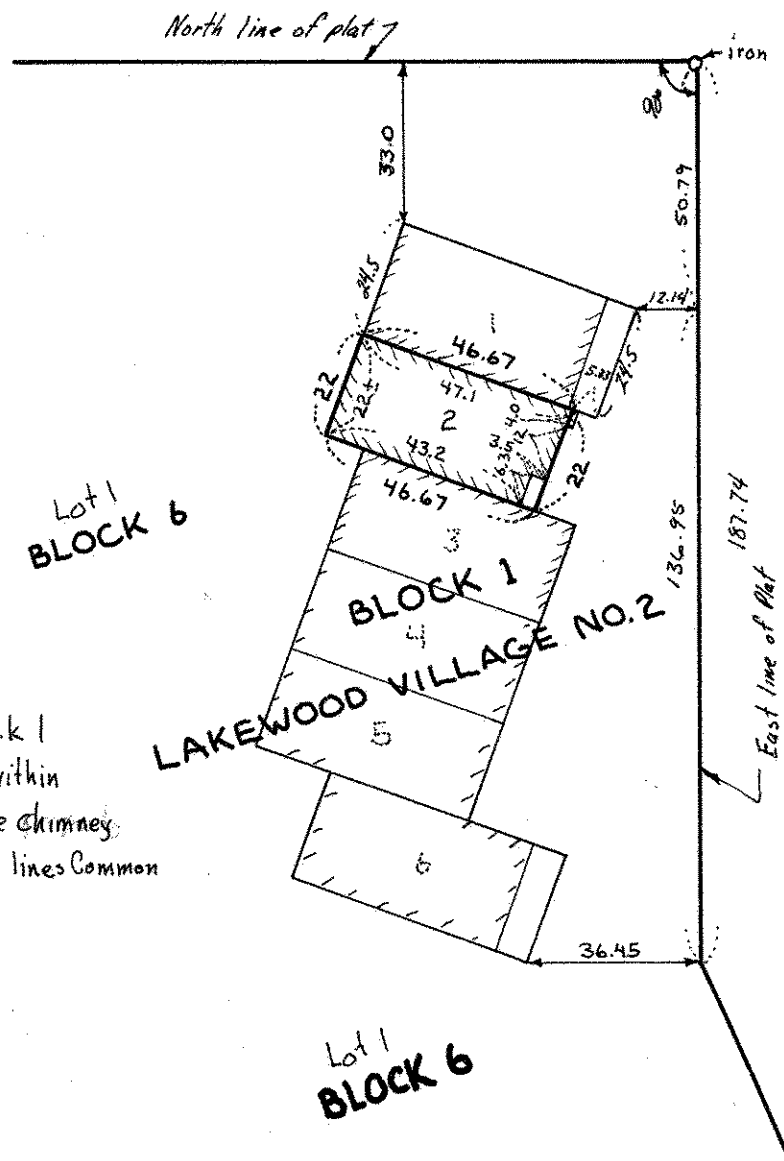 North line of plat
iron
90
33.0
50.79
24.5
12.14
1
46.67
5.83
24.5
22
22±
47.1
4.0
2
3.5
12
6.35
43.2
22
46.67
Lot 1
BLOCK 6
3
136.95
187.74
BLOCK 1
4
LAKEWOOD VILLAGE NO.2
East line of Plat
5
k 1
within
e Chimney
lines Common
6
36.45
Lot 1
BLOCK 6